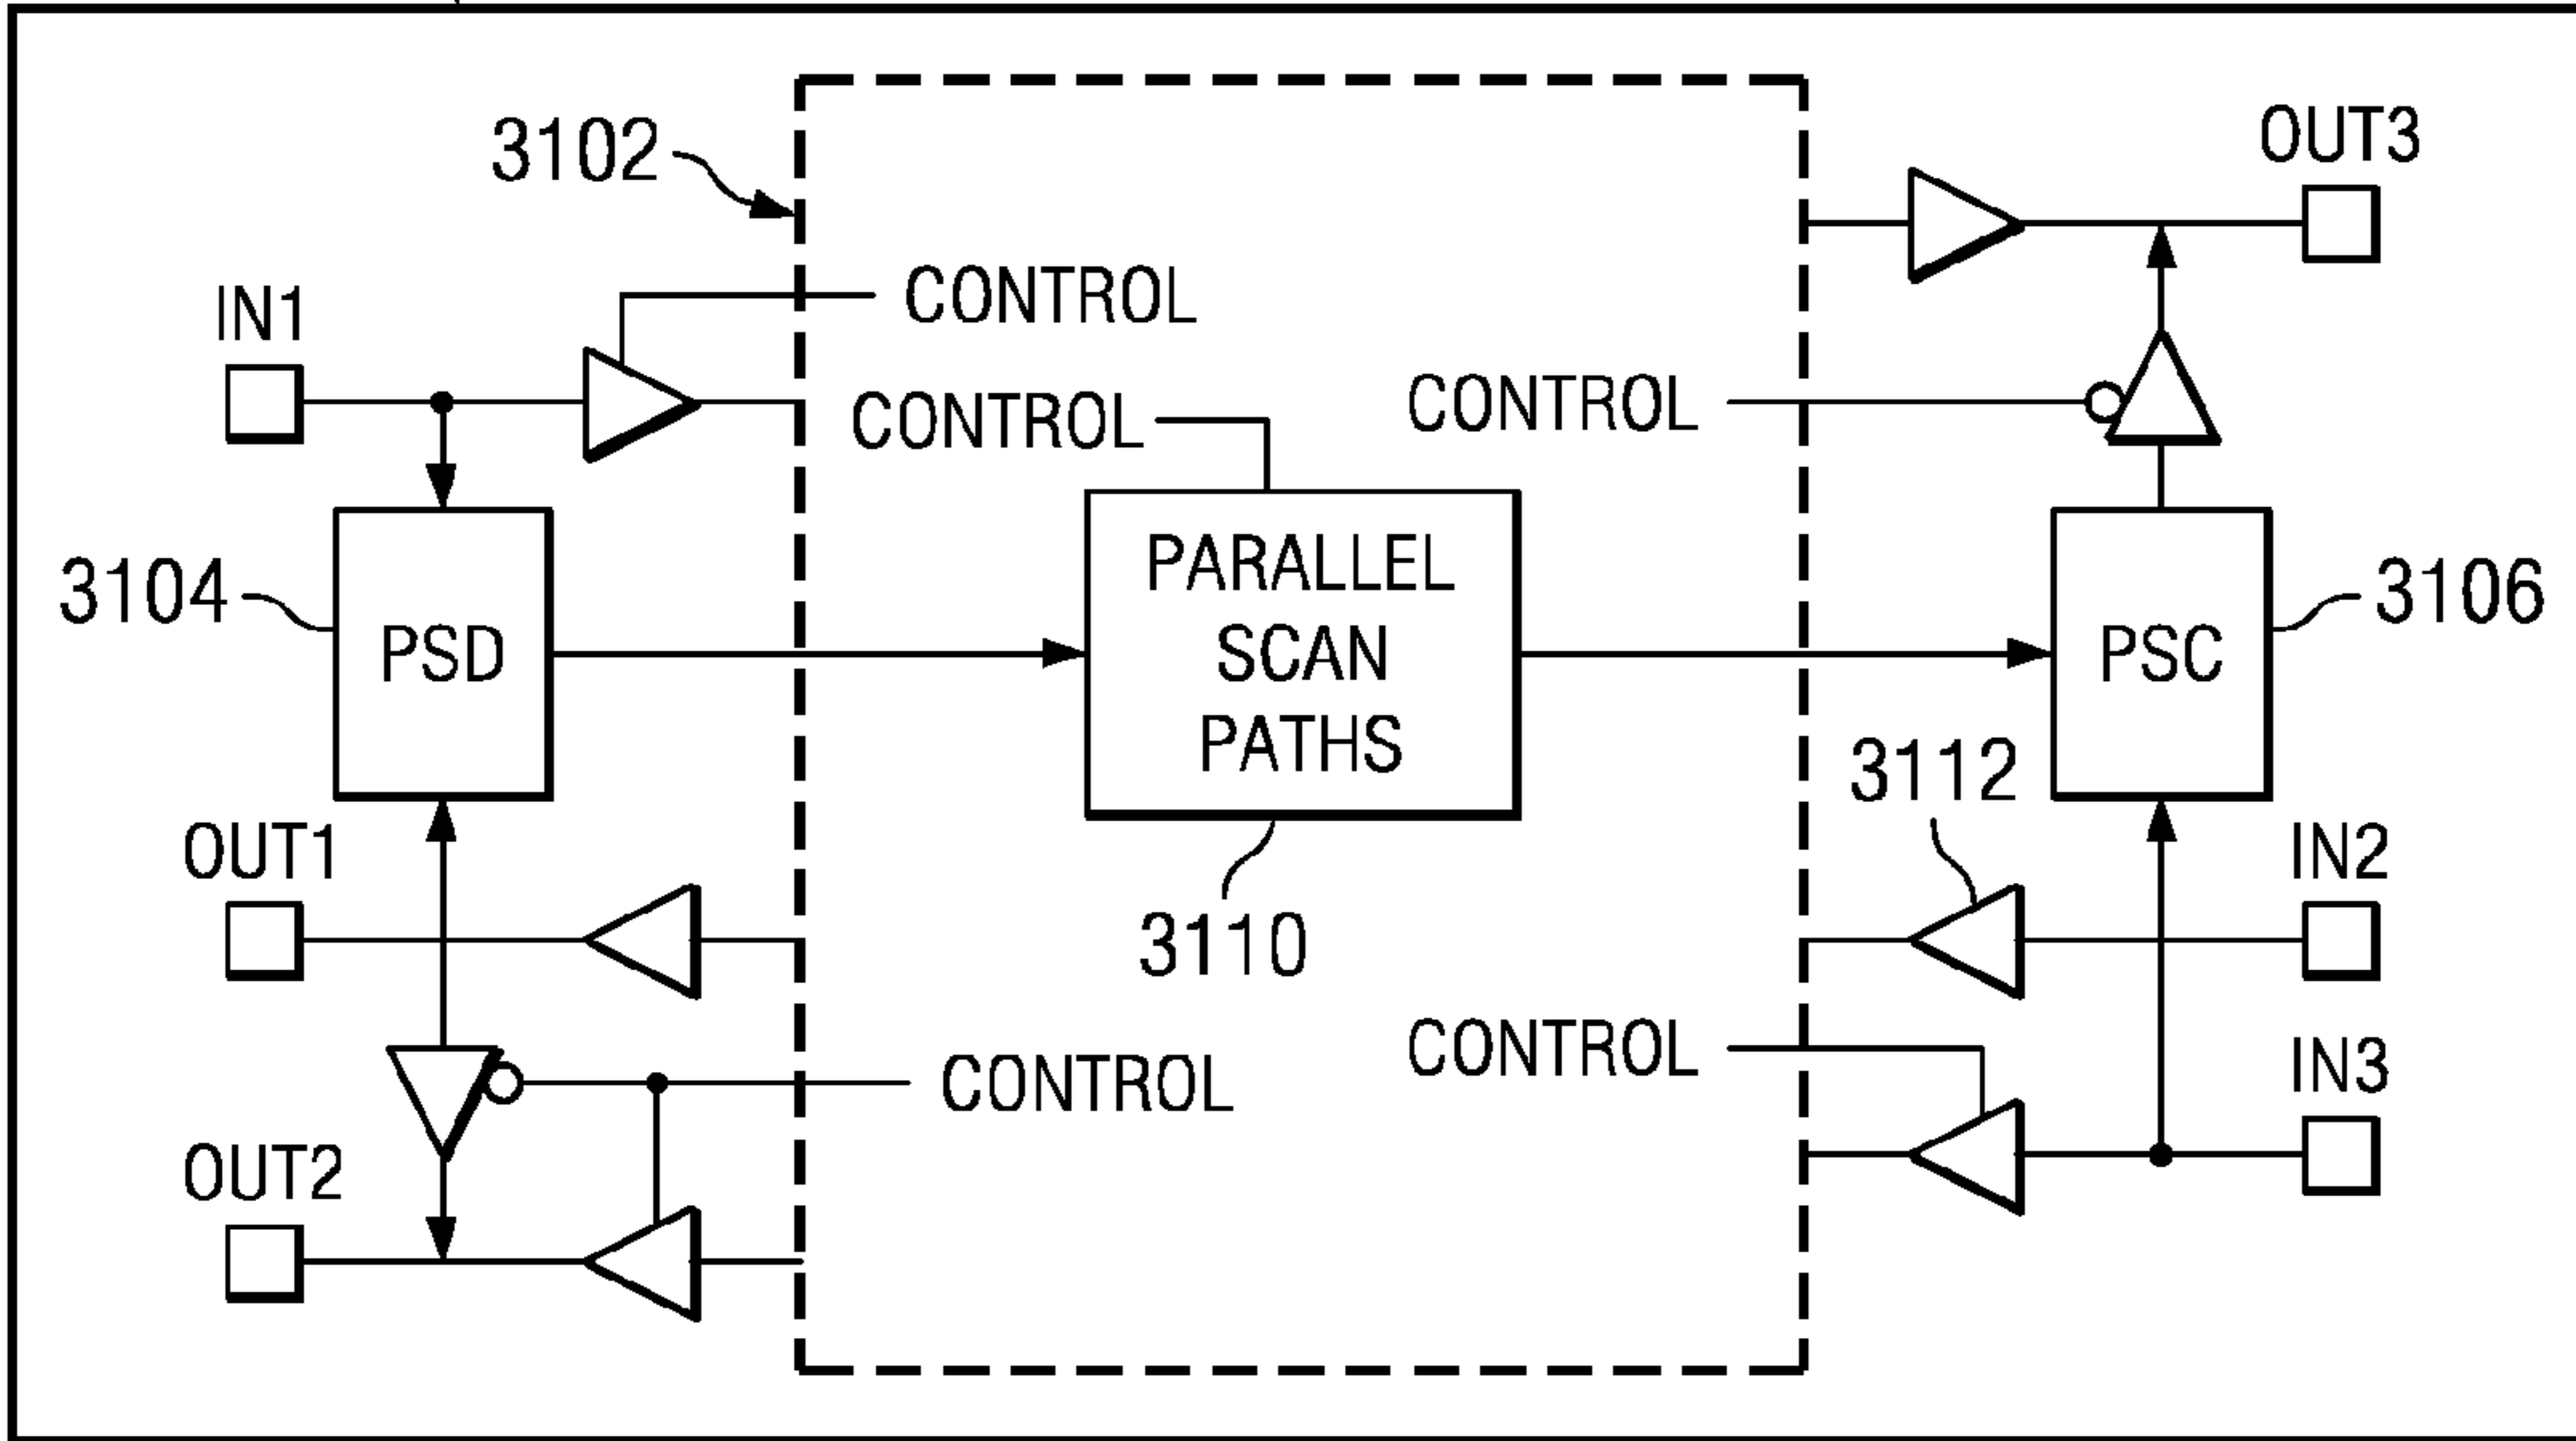 3102
OUT3
IN1
CONTROL
CONTROL
CONTROL
3104
PSD
PARALLEL
SCAN
PATHS
PSC
3106
3112
OUT1
3110
IN2
CONTROL
CONTROL
IN3
OUT2